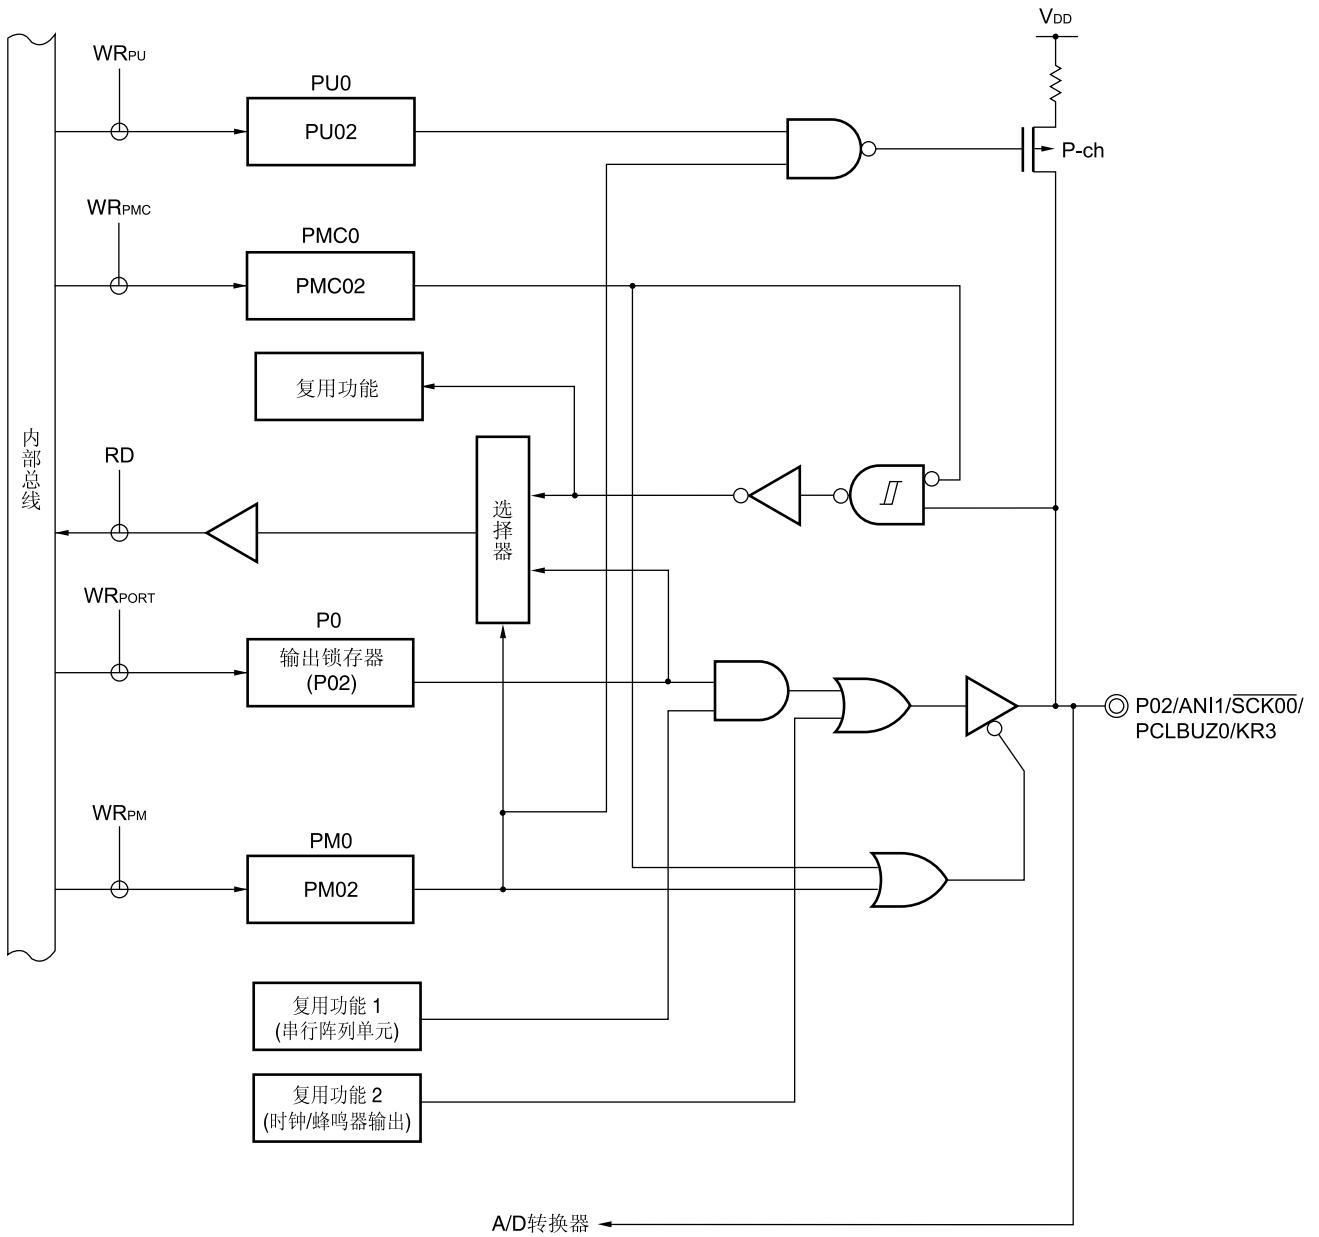 VDD
WRPU
PU0
PU02
P-ch
WRPMC
PMC0
PMC02
复用功能
内部总线
RD
选择器
WRPORT
P0
输出锁存器
(P02)
P02/ANI1/SCK00/
PCLBUZ0/KR3
WRPM
PM0
PM02
复用功能 1
(串行阵列单元)
复用功能 2
(时钟/蜂鸣器输出)
A/D转换器